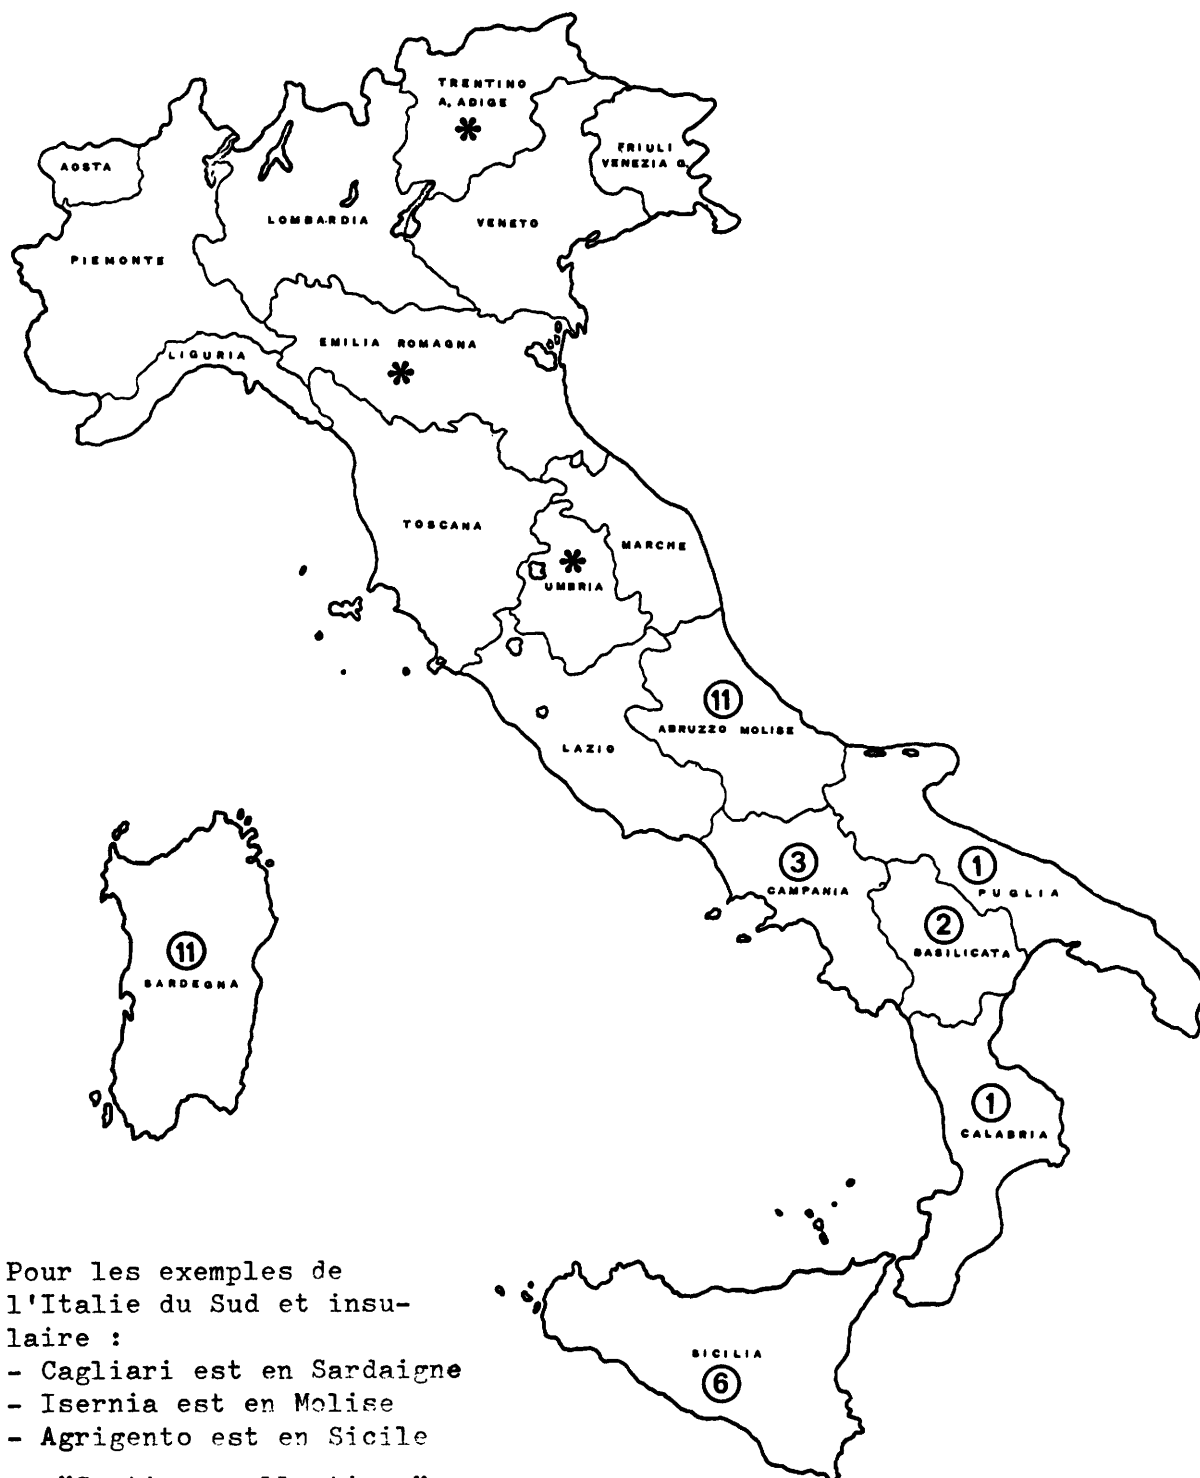 TRENTINO
A. ADIGE
AOSTA
FRIULI
VENEZIA G.
LOMBARDIA
VENETO
PIEMONTE
EMILIA ROMAGNA
LIGURIA
TOSCANA
MARCHE
UMBRIA
11
ABRUZZO MOLISE
LAZIO
3
CAMPANIA
1
PUGLIA
2
BASILICATA
11
SARDEGNA
1
CALABRIA
SICILIA
6
Pour les exemples de
l'Italie du Sud et insu-
laire :
- Cagliari est en Sardaigne
- Isernia est en Molise
- Agrigento est en Sicile